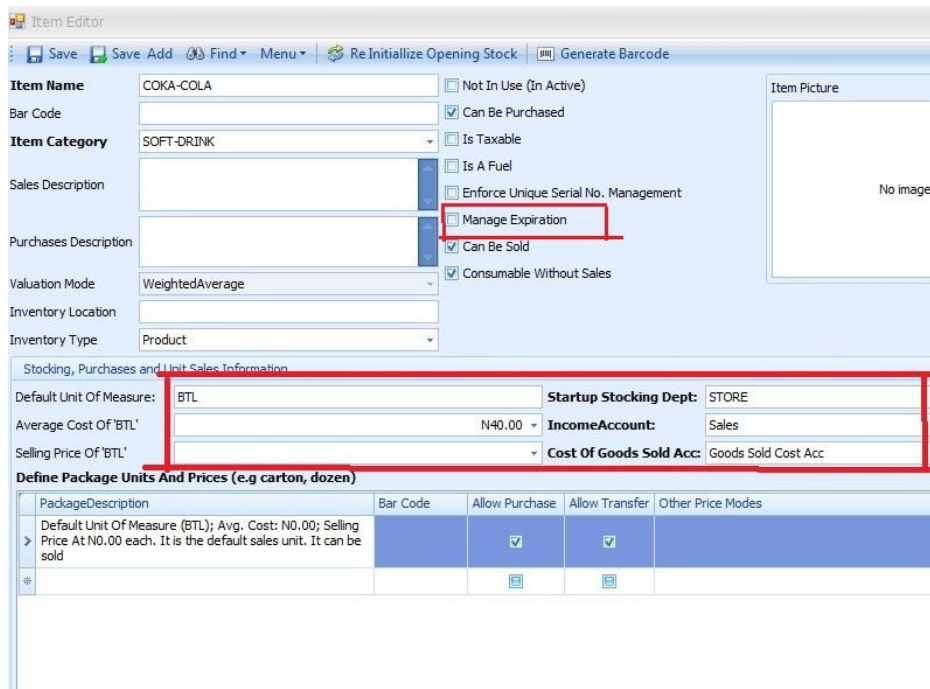 Item Editor
Save Save Add Find Menu Re Initiallize Opening Stock Generate Barcode
Item Name COKA-COLA Not In Use (In Active) Item Picture
Bar Code Can Be Purchased
Item Category SOFT-DRINK Is Taxable
Is A Fuel
Sales Description Enforce Unique Serial No. Management No image
Manage Expiration
Purchases Description Can Be Sold
Valuation Mode WeightedAverage Consumable Without Sales
Inventory Location
Inventory Type Product
Stocking, Purchases and Unit Sales Information
Default Unit Of Measure: BTL Startup Stocking Dept: STORE
Average Cost Of 'BTL' N40.00 IncomeAccount: Sales
Selling Price Of 'BTL' Cost Of Goods Sold Acc: Goods Sold Cost Acc
Define Package Units And Prices (e.g carton, dozen)
PackageDescription Bar Code Allow Purchase Allow Transfer Other Price Modes
Default Unit Of Measure (BTL); Avg. Cost: N0.00; Selling
Price At N0.00 each. It is the default sales unit. It can be
sold